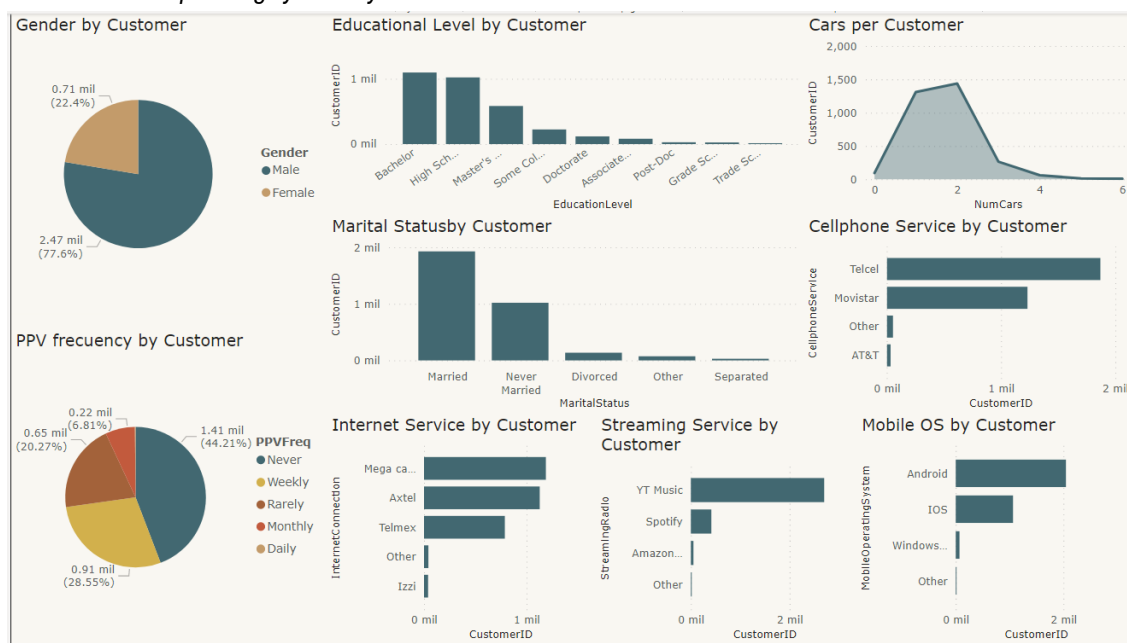 Gender by Customer
0.71 mil
(22.4%)
2.47 mil
(77.6%)
Gender
Male
Female
Educational Level by Customer
CustomerID
1 mil
0 mil
Bachelor
High Sch...
Master's ...
Some Col...
Doctorate
Associate...
Post-Doc
Grade Sc...
Trade Sc...
EducationLevel
Cars per Customer
CustomerID
2,000
1,500
1,000
500
0
0
2
4
6
NumCars
Marital Statusby Customer
CustomerID
2 mil
1 mil
0 mil
Married
Never
Married
Divorced
Other
Separated
MaritalStatus
Cellphone Service by Customer
CellphoneService
Telcel
Movistar
Other
AT&T
0 mil
1 mil
2 mil
CustomerID
PPV frecuency by Customer
0.22 mil
(6.81%)
0.65 mil
(20.27%)
1.41 mil
(44.21%)
0.91 mil
(28.55%)
PPVFreq
Never
Weekly
Rarely
Monthly
Daily
Internet Service by Customer
InternetConnection
Mega ca...
Axtel
Telmex
Other
Izzi
0 mil
1 mil
CustomerID
Streaming Service by
Customer
StreamingRadio
YT Music
Spotify
Amazon...
Other
0 mil
2 mil
CustomerID
Mobile OS by Customer
MobileOperatingSystem
Android
IOS
Windows...
Other
0 mil
2 mil
CustomerID